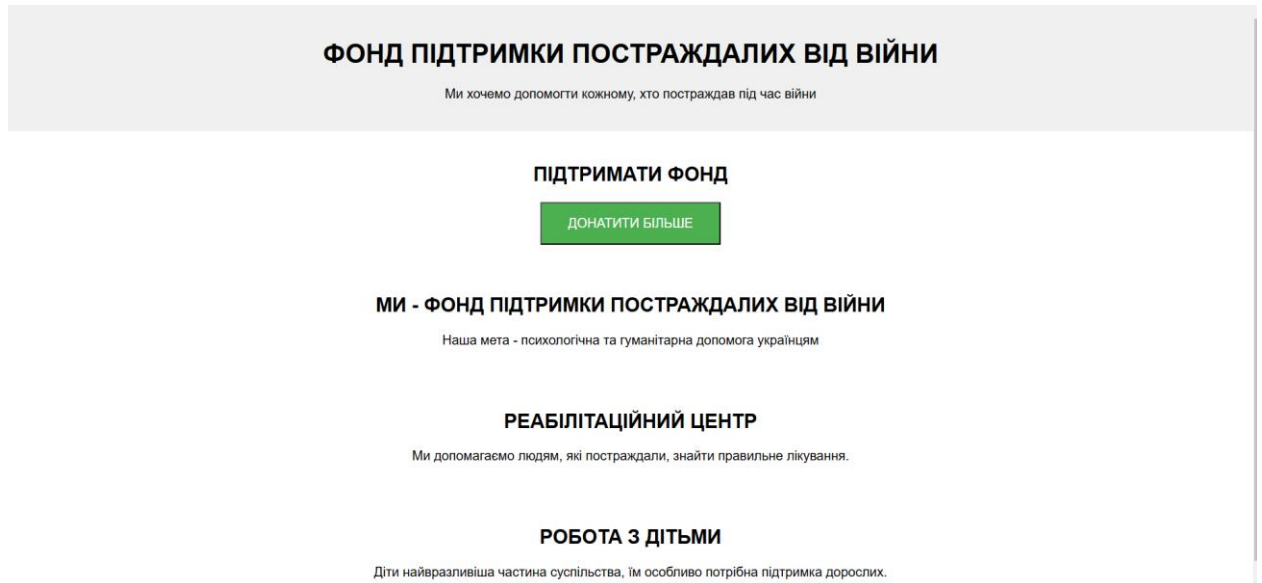 ФОНД ПІДТРИМКИ ПОСТРАЖДАЛИХ ВІД ВІЙНИ
Ми хочемо допомогти кожному, хто постраждав під час війни
ПІДТРИМАТИ ФОНД
ДОНАТИТИ БІЛЬШЕ
МИ - ФОНД ПІДТРИМКИ ПОСТРАЖДАЛИХ ВІД ВІЙНИ
Наша мета - психологічна та гуманітарна допомога українцям
РЕАБІЛІТАЦІЙНИЙ ЦЕНТР
Ми допомагаємо людям, які постраждали, знайти правильне лікування.
РОБОТА З ДІТЬМИ
Діти найвразливіша частина суспільства, їм особливо потрібна підтримка дорослих.